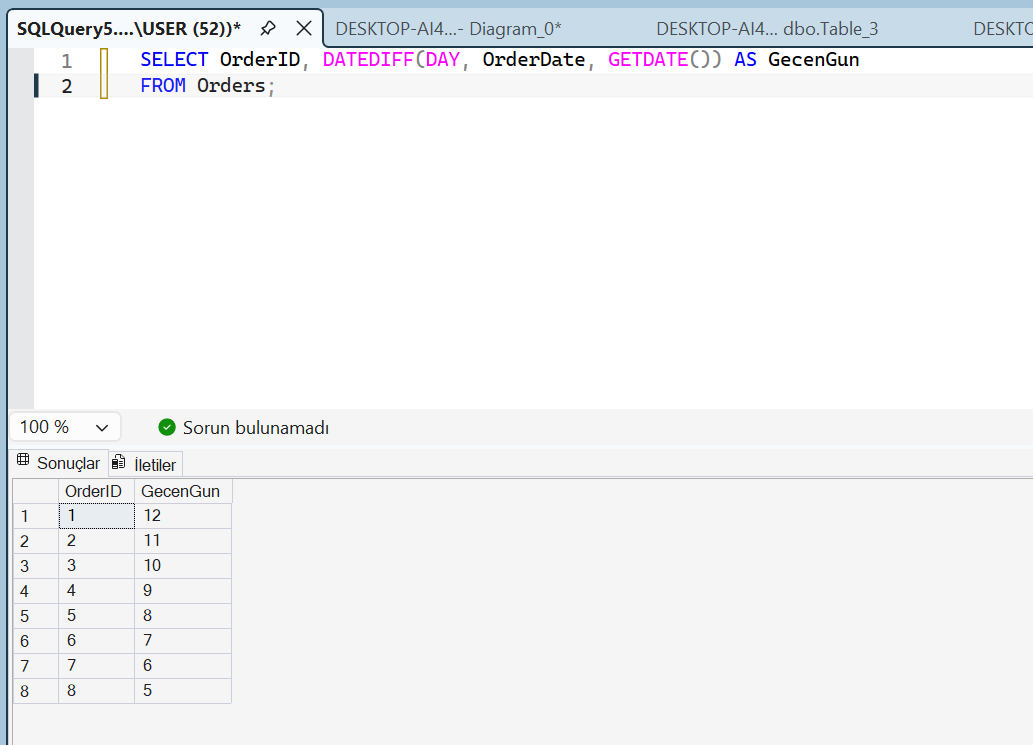 SQLQuery5....\USER (52))* DESKTOP-AI4...- Diagram_0* DESKTOP-AI4... dbo.Table_3 DESKTO
1 SELECT OrderID, DATEDIFF(DAY, OrderDate, GETDATE()) AS GecenGun
2 FROM Orders;
100 % Sorun bulunamadı
Sonuçlar İletiler
OrderID GecenGun
1 1 12
2 2 11
3 3 10
4 4 9
5 5 8
6 6 7
7 7 6
8 8 5